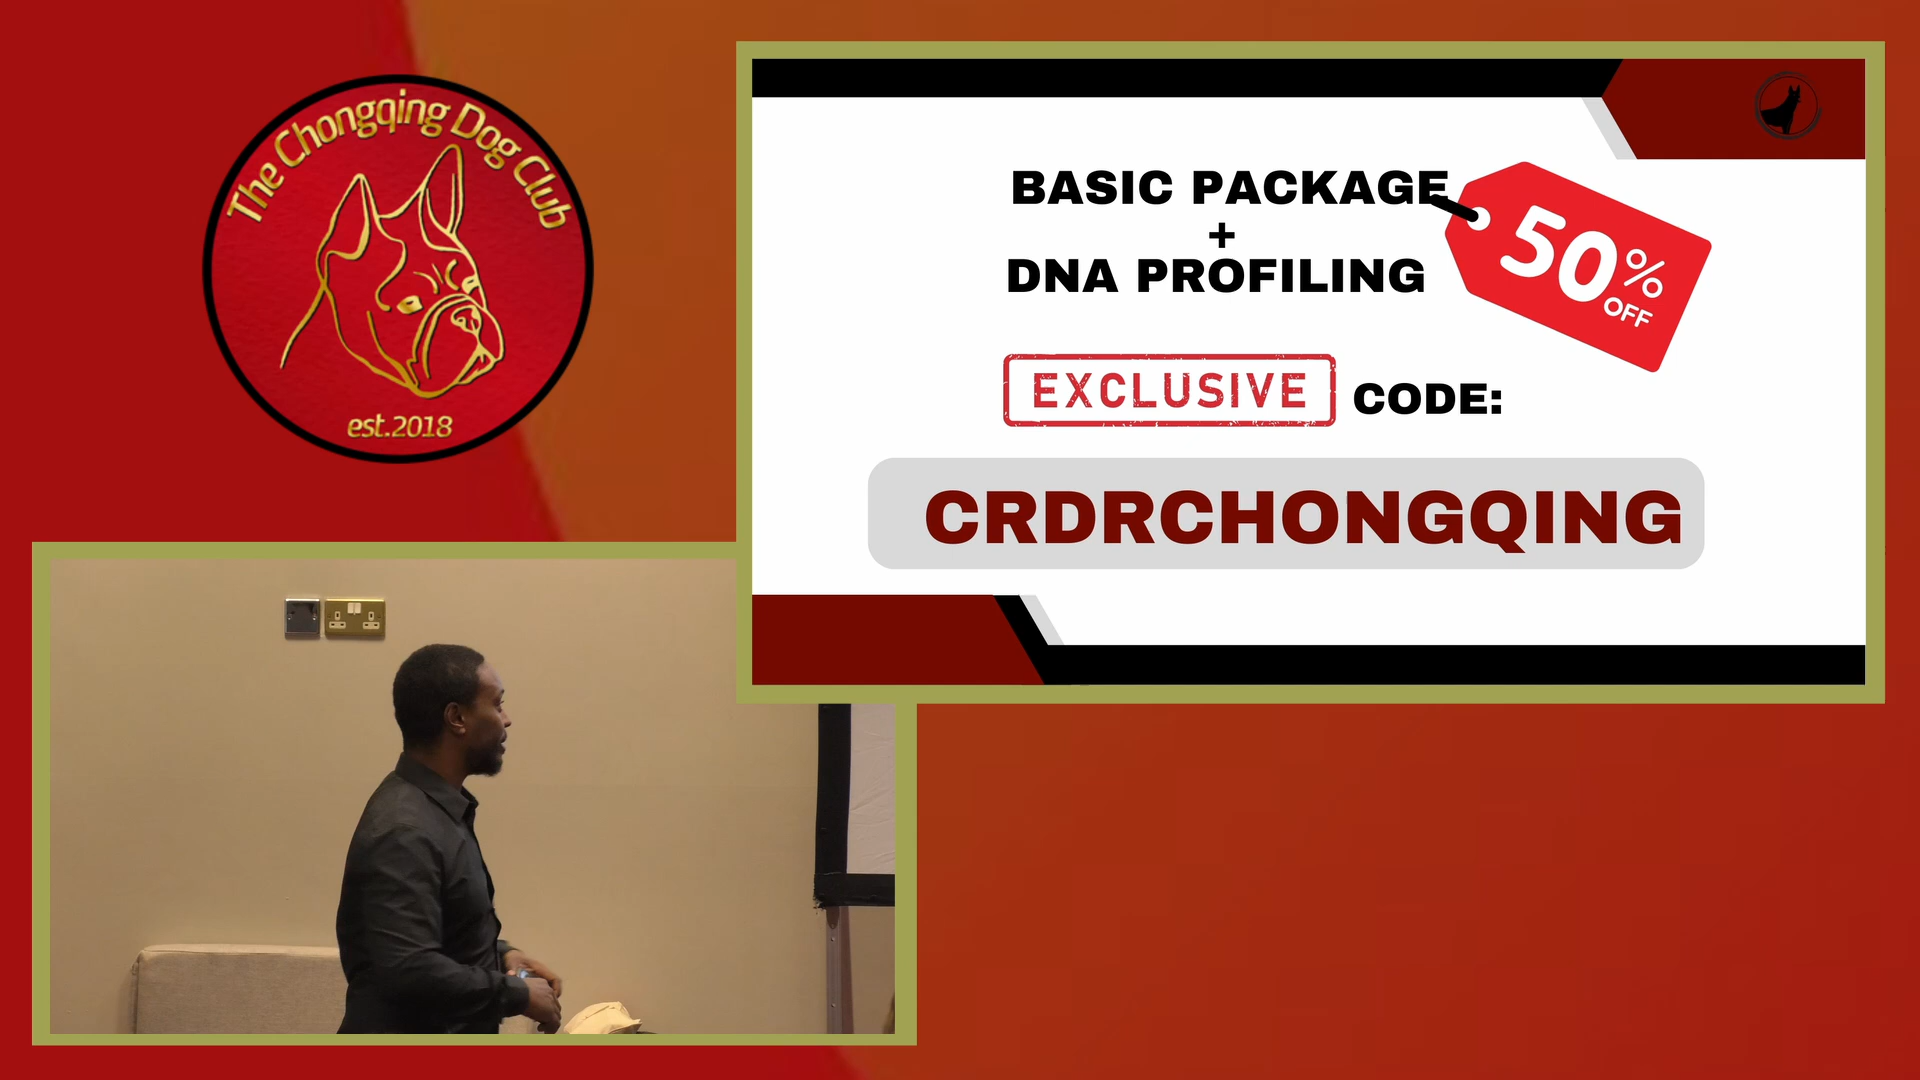 The Chongqing Dog Club
est.2018
BASIC PACKAGE
+
DNA PROFILING
50%
OFF
EXCLUSIVE CODE:
CRDRCHONGQING